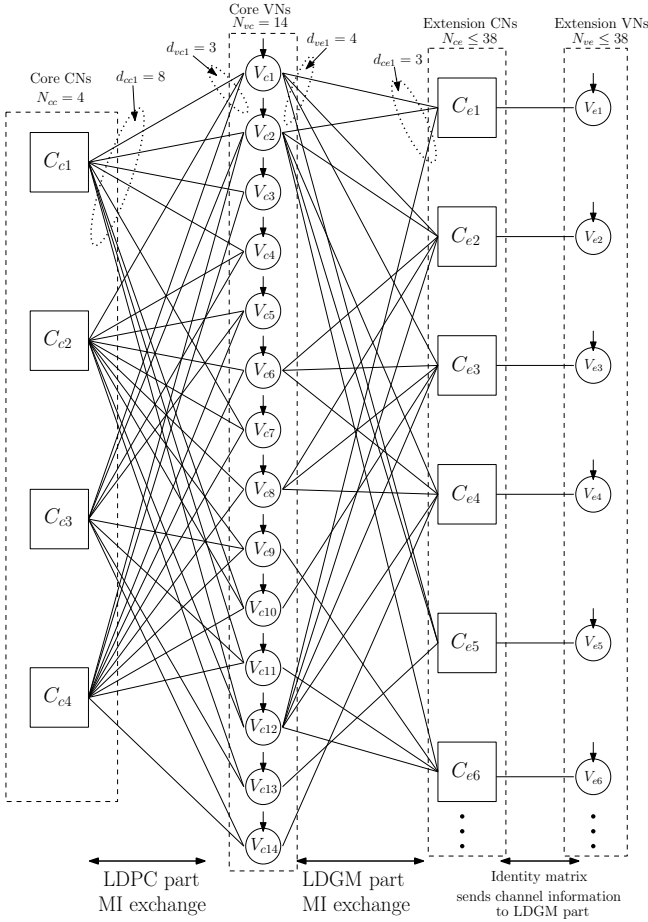 Core CNs
N_cc = 4
d_cc1 = 8
d_vc1 = 3
Core VNs
N_vc = 14
d_ve1 = 4
d_ce1 = 3
Extension CNs
N_ce ≤ 38
Extension VNs
N_ve ≤ 38
C_c1
C_c2
C_c3
C_c4
V_c1
V_c2
V_c3
V_c4
V_c5
V_c6
V_c7
V_c8
V_c9
V_c10
V_c11
V_c12
V_c13
V_c14
C_e1
C_e2
C_e3
C_e4
C_e5
C_e6
V_e1
V_e2
V_e3
V_e4
V_e5
V_e6
LDPC part
MI exchange
LDGM part
MI exchange
Identity matrix
sends channel information
to LDGM part